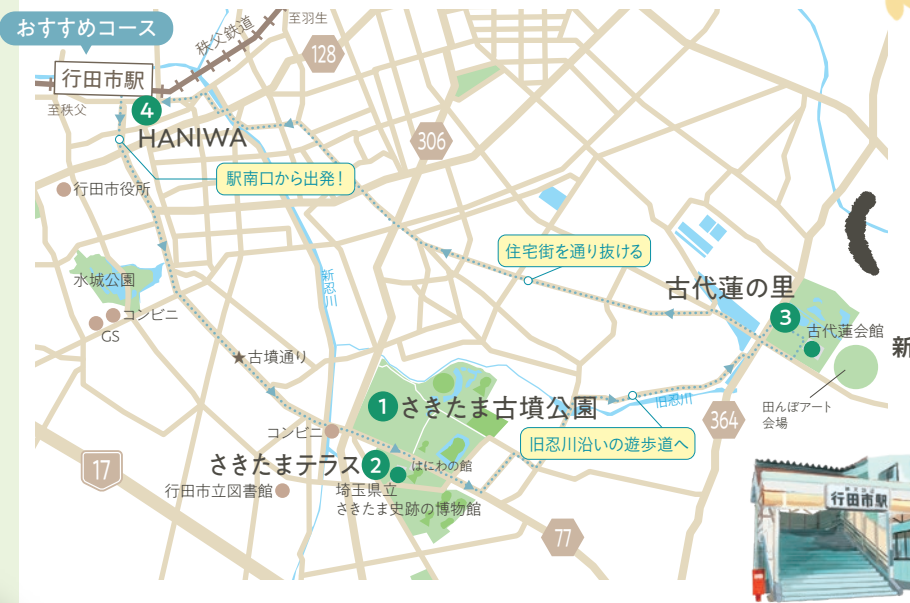 おすすめコース
至羽生
秩父鉄道
128
行田市駅
至秩父
4
HANIWA
306
駅南口から出発！
行田市役所
住宅街を通り抜ける
水城公園
新忍川
古代蓮の里
コンビニ
GS
3
古代蓮会館
新
★古墳通り
1 さきたま古墳公園
旧忍川
364
田んぼアート
会場
コンビニ
旧忍川沿いの遊歩道へ
17
さきたまテラス 2
はにわの館
行田市立図書館
埼玉県立
さきたま史跡の博物館
77
行田市駅